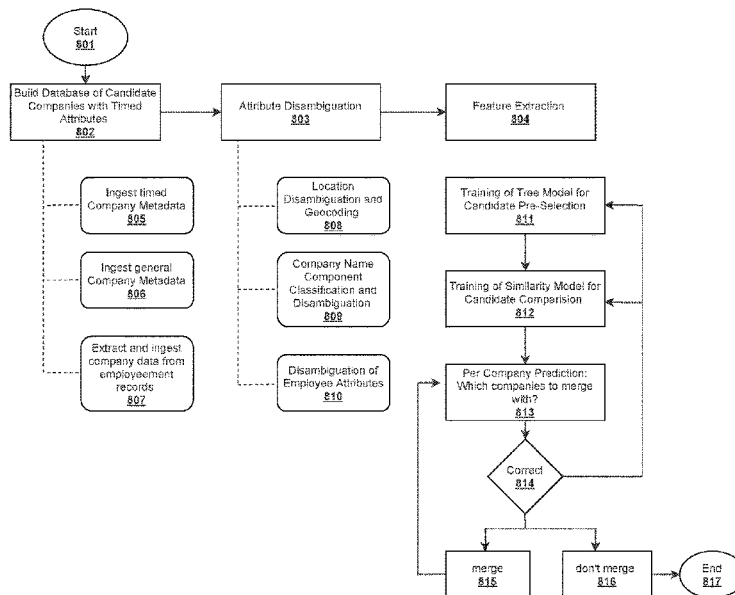 Start
801
Build Database of Candidate
Companies with Timed
Attributes
802
Attribute Disambiguation
803
Feature Extraction
804
Ingest timed
Company Metadata
805
Ingest general
Company Metadata
806
Extract and ingest
company data from
employeement
records
807
Location
Disambiguation and
Geocoding
808
Company Name
Component
Classification and
Disambiguation
809
Disambiguation of
Employee Attributes
810
Training of Tree Model for
Candidate Pre-Selection
811
Training of Similarity Model for
Candidate Comparision
812
Per Company Prediction:
Which companies to merge
with?
813
Correct
814
merge
815
don't merge
816
End
817